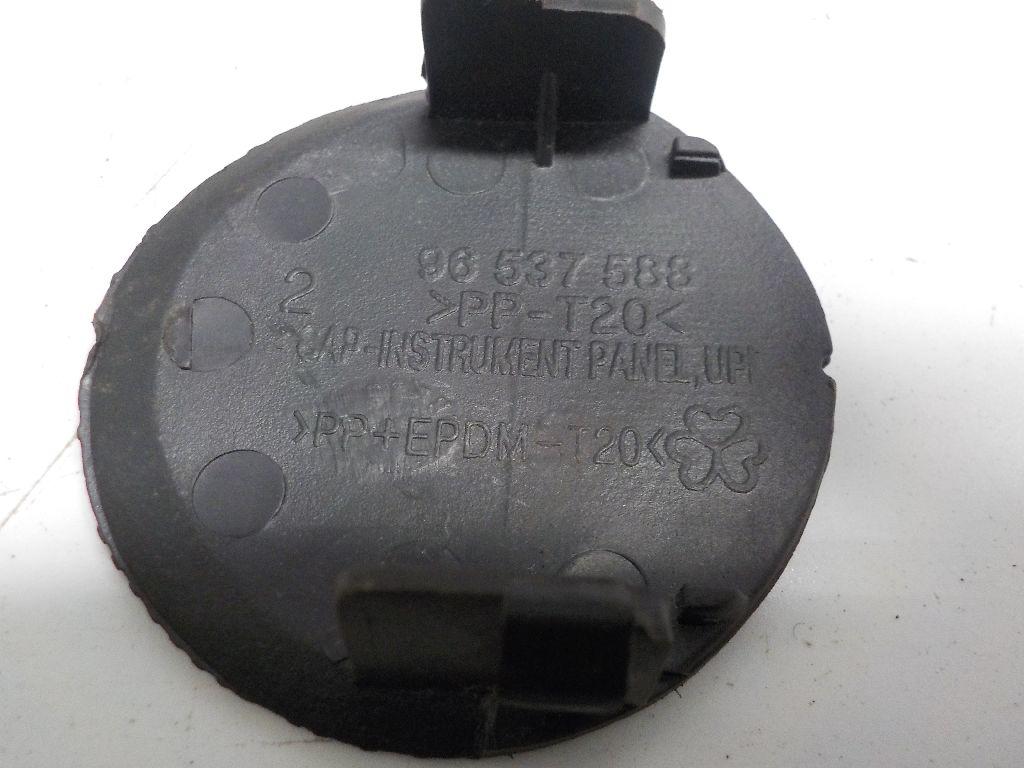 96 537 588
2
>PP-T20<
CAP-INSTRUMENT PANEL,UPR
>PP+EPDM-T20<